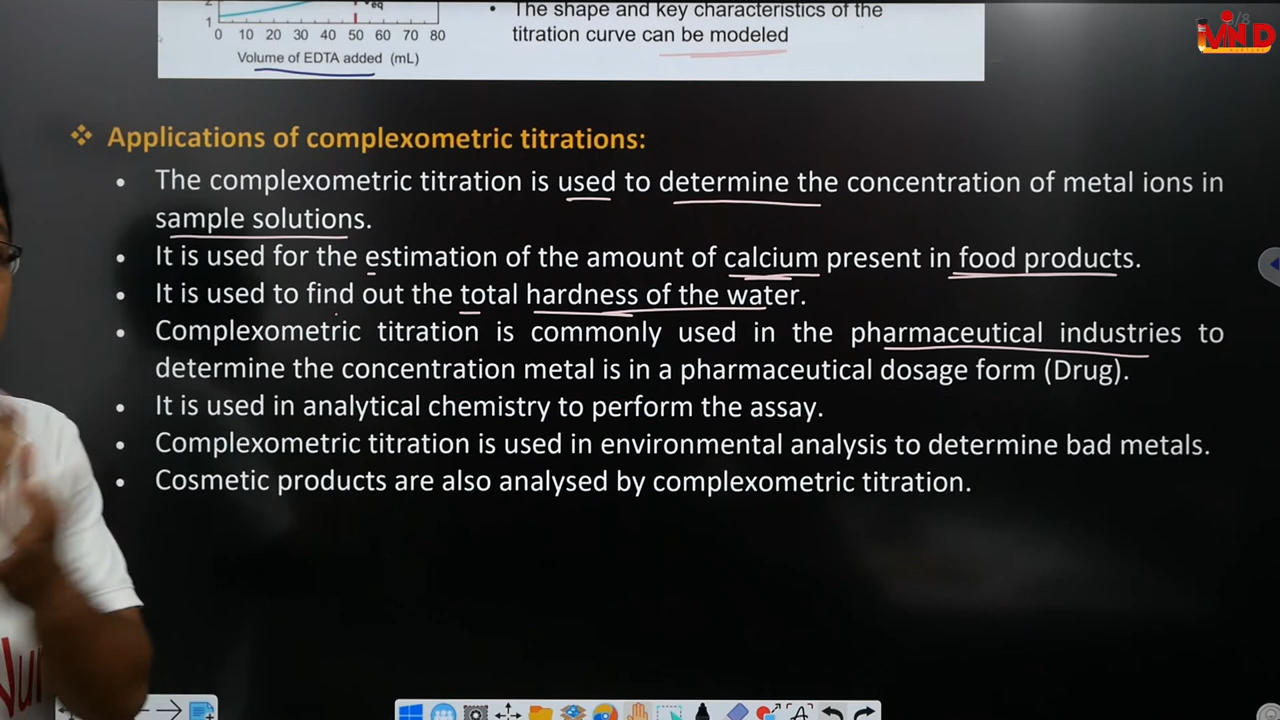 2
1
0 10 20 30 40 50 60 70 80
Volume of EDTA added (mL)
• The shape and key characteristics of the
titration curve can be modeled
❖ Applications of complexometric titrations:
• The complexometric titration is used to determine the concentration of metal ions in
sample solutions.
• It is used for the estimation of the amount of calcium present in food products.
• It is used to find out the total hardness of the water.
• Complexometric titration is commonly used in the pharmaceutical industries to
determine the concentration metal is in a pharmaceutical dosage form (Drug).
• It is used in analytical chemistry to perform the assay.
• Complexometric titration is used in environmental analysis to determine bad metals.
• Cosmetic products are also analysed by complexometric titration.